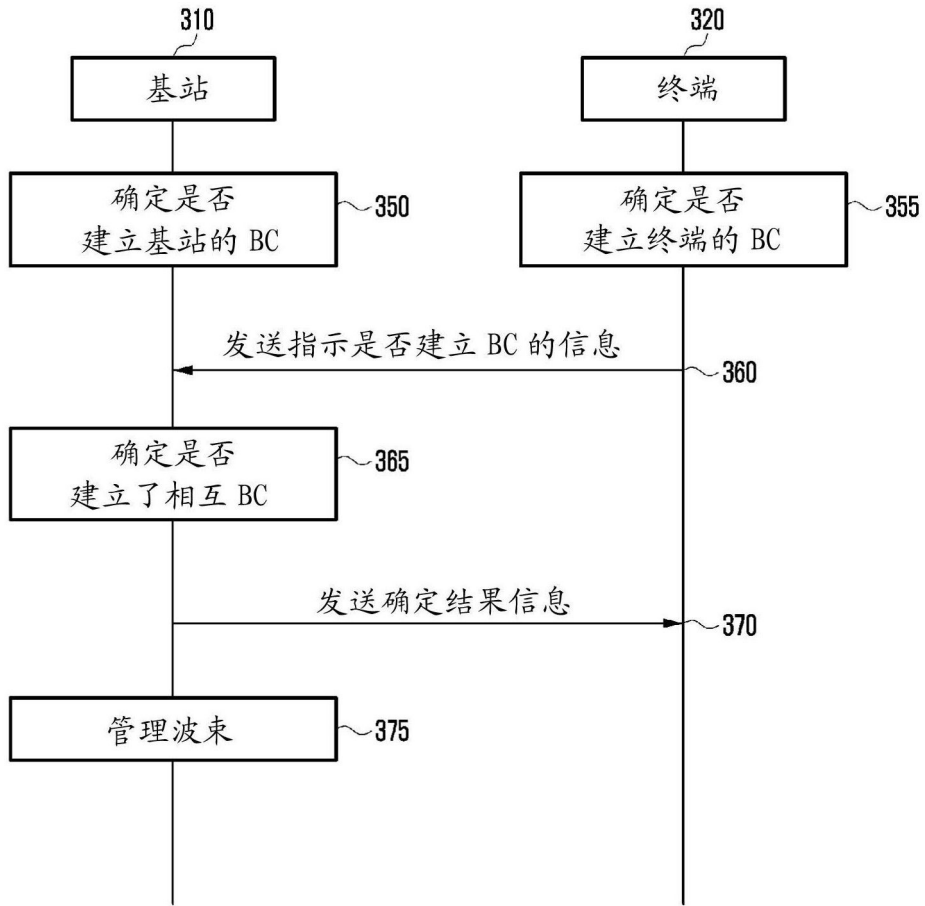 310
320
基站
终端
确定是否
建立基站的 BC
350
确定是否
建立终端的 BC
355
发送指示是否建立 BC 的信息
360
确定是否
建立了相互 BC
365
发送确定结果信息
370
管理波束
375